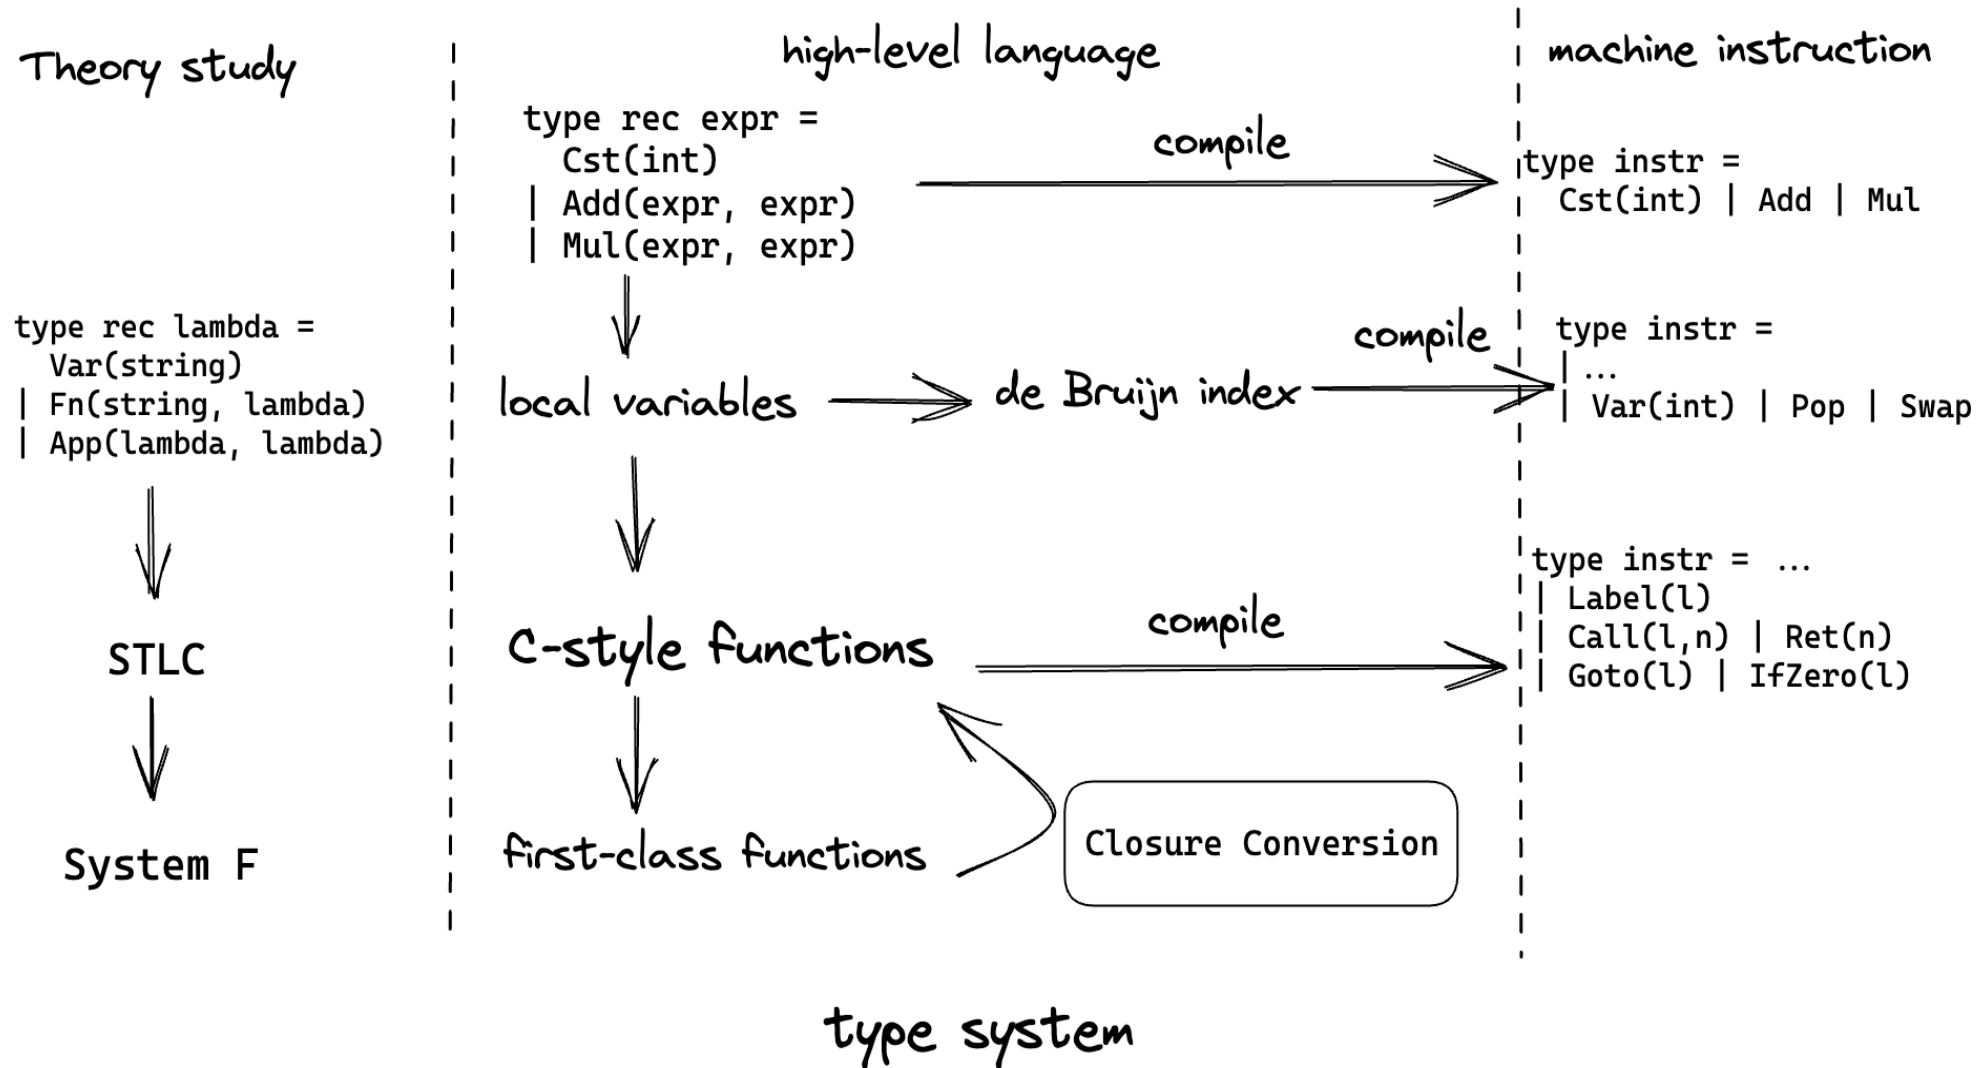 Theory study
type rec lambda =
Var(string)
| Fn(string, lambda)
| App(lambda, lambda)
STLC
System F
high-level language
type rec expr =
Cst(int)
| Add(expr, expr)
| Mul(expr, expr)
compile
local variables
de Bruijn index
compile
C-style functions
compile
first-class functions
Closure Conversion
machine instruction
type instr =
Cst(int) | Add | Mul
type instr =
| ...
| Var(int) | Pop | Swap
type instr = ...
| Label(l)
| Call(l,n) | Ret(n)
| Goto(l) | IfZero(l)
type system